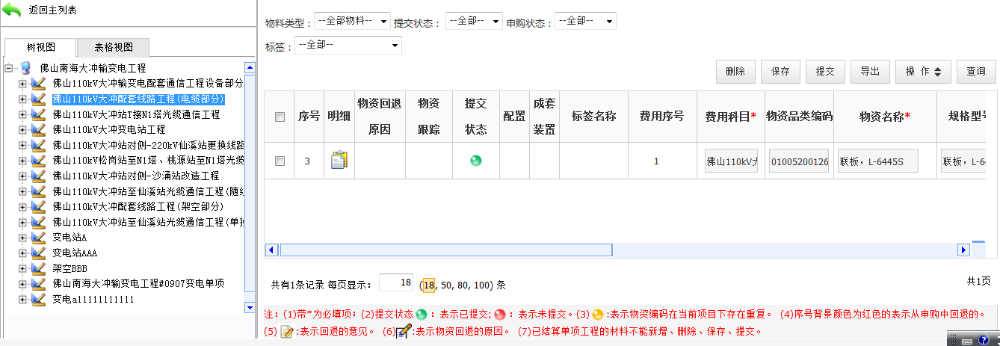 返回主列表
树视图 表格视图
佛山南海大冲输变电工程
佛山110kV大冲输变电配套通信工程设备部分
佛山110kV大冲配套线路工程(电缆部分)
佛山110kV大冲站T接N1塔光缆通信工程
佛山110kV大冲变电站工程
佛山110kV大冲站对侧-220kV仙溪站更换线路
佛山110kV松岗站至N1塔、桃源站至N1塔光缆
佛山110kV大冲站对侧-沙涌站改造工程
佛山110kV大冲站至仙溪站光缆通信工程(随线
佛山110kV大冲配套线路工程(架空部分)
佛山110kV大冲站至仙溪站光缆通信工程(单独
变电站A
变电站AAA
架空BBB
佛山南海大冲输变电工程#0907变电单项
变电a11111111111
物料类型： --全部物料-- 提交状态： --全部-- 申购状态： --全部--
标签： --全部--
删除 保存 提交 导出 操 作 查询
序号 明细 物资回退原因 物资跟踪 提交状态 配置 成套装置 标签名称 费用序号 费用科目* 物资品类编码 物资名称* 规格型号
3 1 佛山110kV大 01005200126 联板，L-6445S 联板，L-64
共有1条记录 每页显示： 18 (18, 50, 80, 100) 条 共1页
注：(1)带*为必填项；(2)提交状态 ：表示已提交; ：表示未提交。(3) :表示物资编码在当前项目下存在重复。 (4)序号背景颜色为红色的表示从申购中回退的。
(5) :表示回退的意见。 (6) :表示物资回退的原因。 (7)已结算单项工程的材料不能新增、删除、保存、提交。